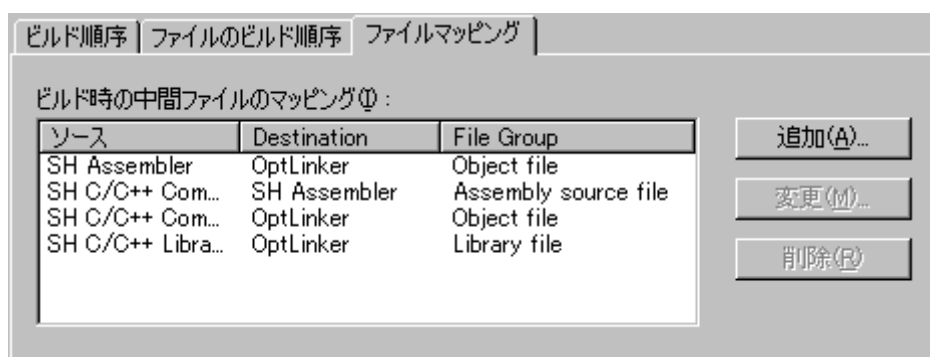 ビルド順序 ファイルのビルド順序 ファイルマッピング
ビルド時の中間ファイルのマッピング(I) :
ソース Destination File Group
SH Assembler OptLinker Object file
SH C/C++ Com... SH Assembler Assembly source file
SH C/C++ Com... OptLinker Object file
SH C/C++ Libra... OptLinker Library file
追加(A)...
変更(M)...
削除(R)